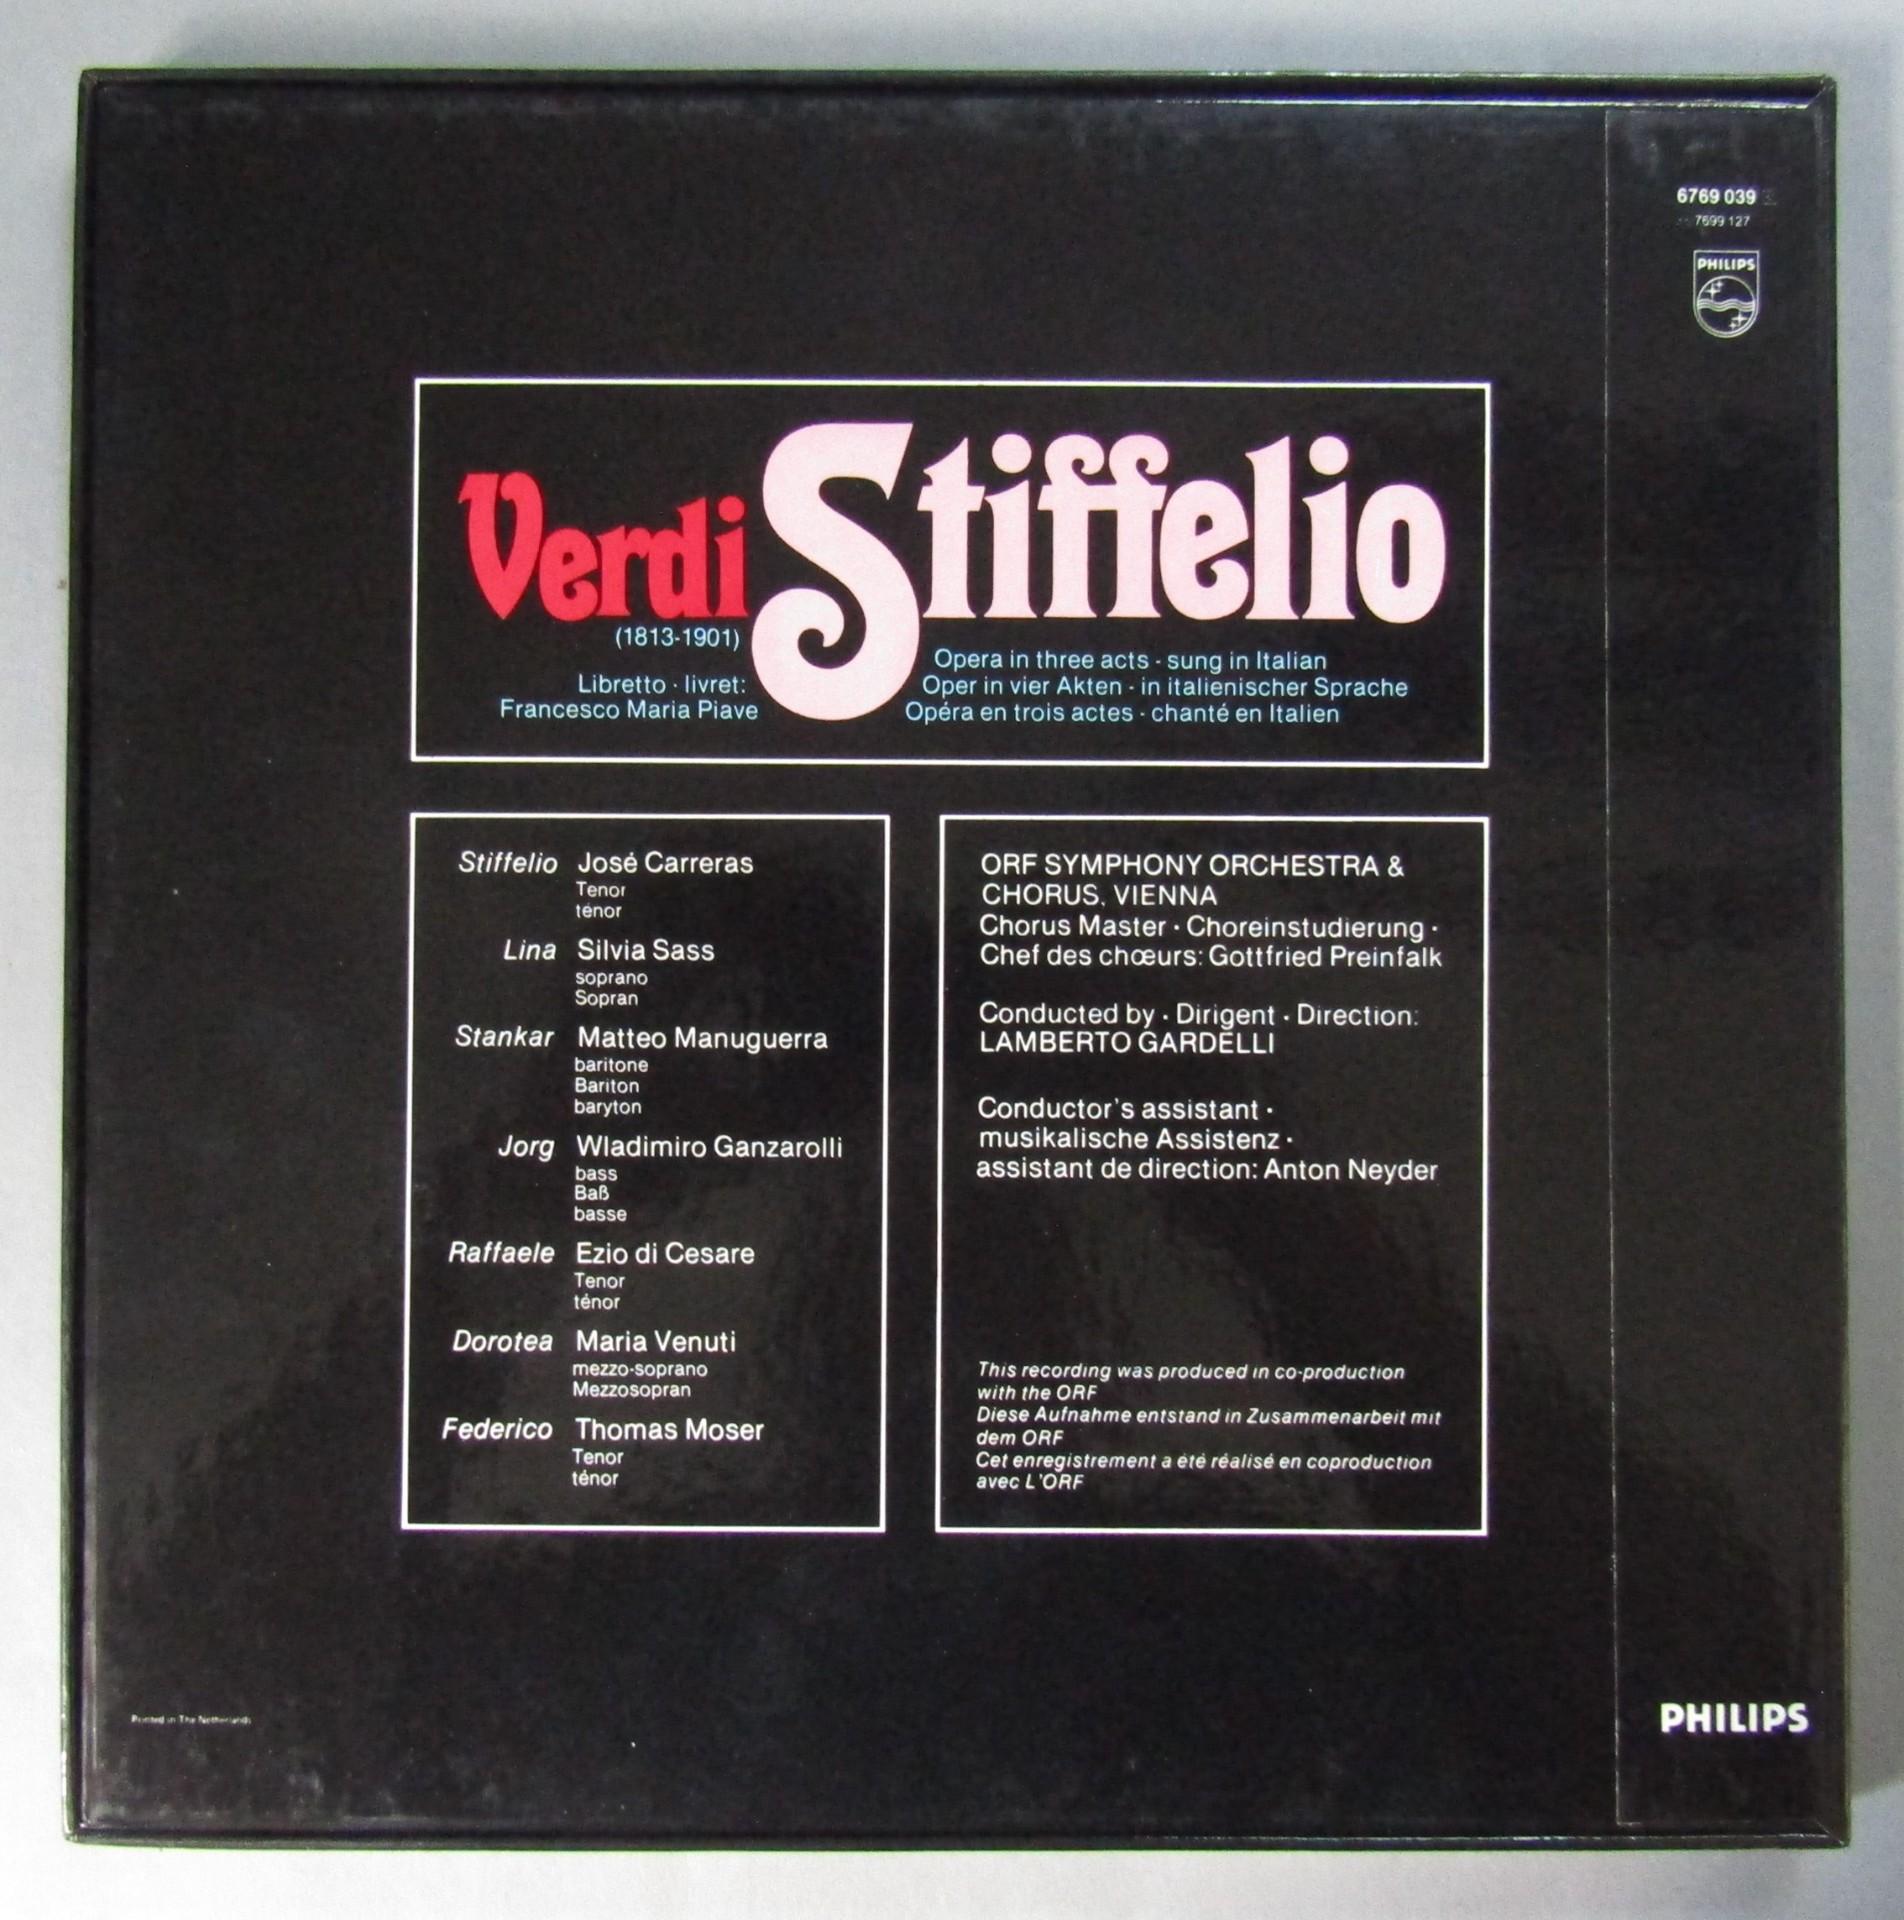 6769 039
7699 127
PHILIPS
Verdi Stiffelio
(1813-1901)
Libretto · livret:
Francesco Maria Piave
Opera in three acts · sung in Italian
Oper in vier Akten · in italienischer Sprache
Opéra en trois actes · chanté en Italien
Stiffelio José Carreras
Tenor
ténor
Lina Silvia Sass
soprano
Sopran
Stankar Matteo Manuguerra
baritone
Bariton
baryton
Jorg Wladimiro Ganzarolli
bass
Baß
basse
Raffaele Ezio di Cesare
Tenor
ténor
Dorotea Maria Venuti
mezzo-soprano
Mezzosopran
Federico Thomas Moser
Tenor
ténor
ORF SYMPHONY ORCHESTRA &
CHORUS, VIENNA
Chorus Master · Choreinstudierung ·
Chef des chœurs: Gottfried Preinfalk
Conducted by · Dirigent · Direction:
LAMBERTO GARDELLI
Conductor's assistant ·
musikalische Assistenz ·
assistant de direction: Anton Neyder
This recording was produced in co-production
with the ORF
Diese Aufnahme entstand in Zusammenarbeit mit
dem ORF
Cet enregistrement a été réalisé en coproduction
avec L'ORF
Printed in The Netherlands
PHILIPS